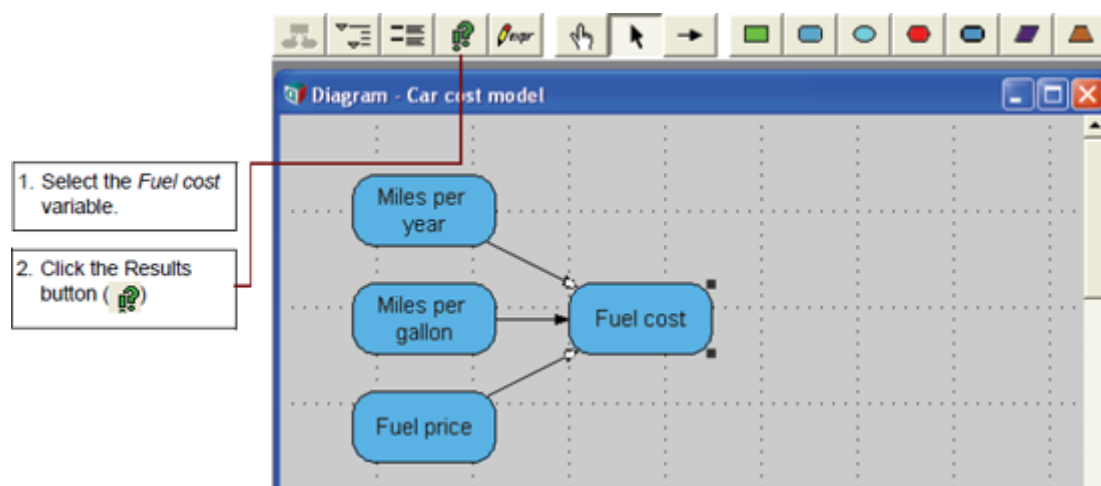 expr
Diagram - Car cost model
1. Select the Fuel cost
variable.
2. Click the Results
button ( )
Miles per
year
Miles per
gallon
Fuel price
Fuel cost